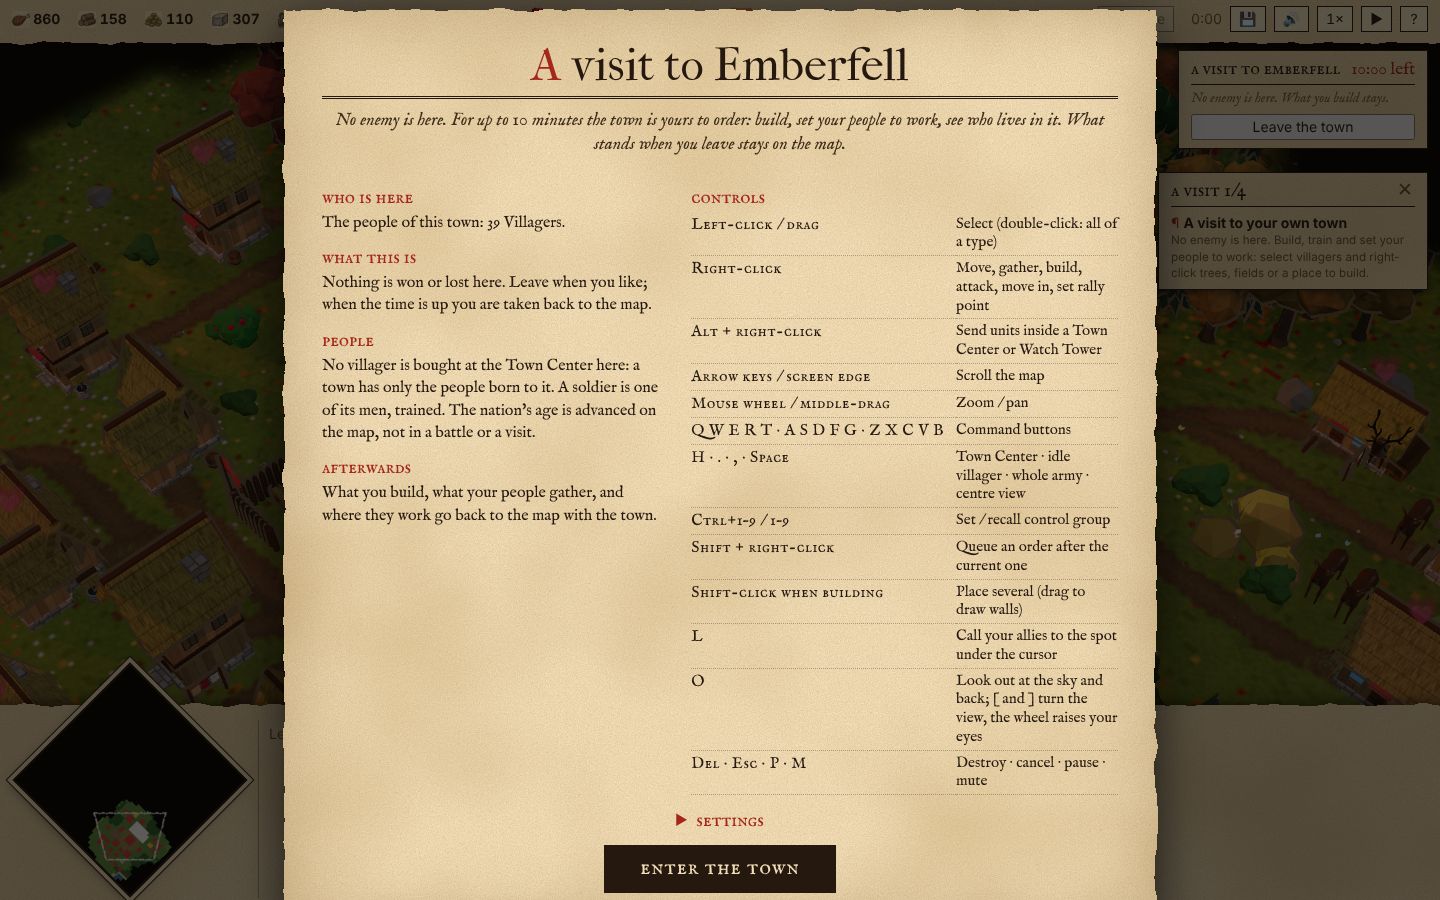 860 158 110 307
0:00 1× ?
A visit to Emberfell
No enemy is here. For up to 10 minutes the town is yours to order: build, set your people to work, see who lives in it. What
stands when you leave stays on the map.
WHO IS HERE
The people of this town: 39 Villagers.
WHAT THIS IS
Nothing is won or lost here. Leave when you like;
when the time is up you are taken back to the map.
PEOPLE
No villager is bought at the Town Center here: a
town has only the people born to it. A soldier is one
of its men, trained. The nation's age is advanced on
the map, not in a battle or a visit.
AFTERWARDS
What you build, what your people gather, and
where they work go back to the map with the town.
CONTROLS
Left-click / drag Select (double-click: all of
a type)
Right-click Move, gather, build,
attack, move in, set rally
point
Alt + right-click Send units inside a Town
Center or Watch Tower
Arrow keys / screen edge Scroll the map
Mouse wheel / middle-drag Zoom / pan
Q W E R T · A S D F G · Z X C V B Command buttons
H · . · , · Space Town Center · idle
villager · whole army ·
centre view
Ctrl+1-9 / 1-9 Set / recall control group
Shift + right-click Queue an order after the
current one
Shift-click when building Place several (drag to
draw walls)
L Call your allies to the spot
under the cursor
O Look out at the sky and
back; [ and ] turn the
view, the wheel raises your
eyes
Del · Esc · P · M Destroy · cancel · pause ·
mute
▶ SETTINGS
ENTER THE TOWN
A VISIT TO EMBERFELL 10:00 left
No enemy is here. What you build stays.
Leave the town
A VISIT 1/4 ✕
¶ A visit to your own town
No enemy is here. Build, train and set your
people to work: select villagers and right-
click trees, fields or a place to build.